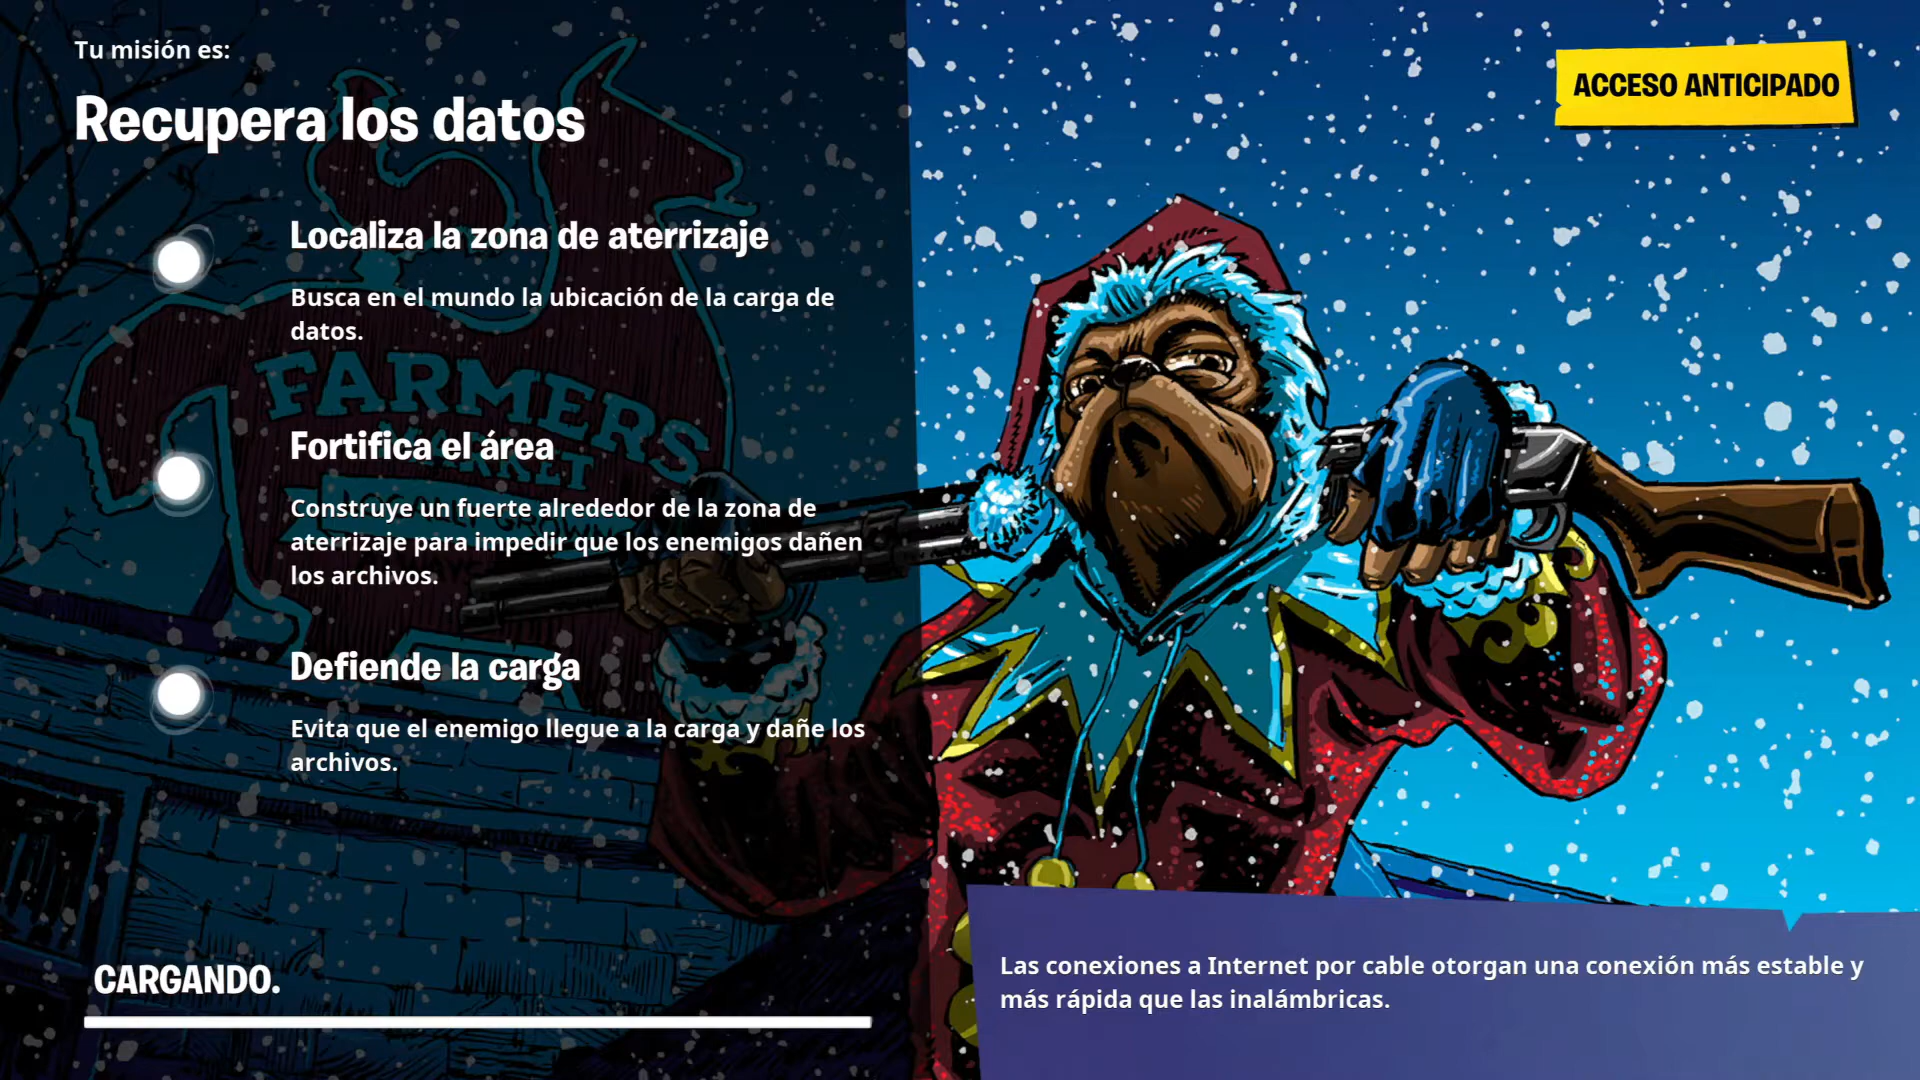 Tu misión es:
Recupera los datos
ACCESO ANTICIPADO
Localiza la zona de aterrizaje
Busca en el mundo la ubicación de la carga de
datos.
FARMERS
MARKET
LOCALLY GROWN
Fortifica el área
Construye un fuerte alrededor de la zona de
aterrizaje para impedir que los enemigos dañen
los archivos.
Defiende la carga
Evita que el enemigo llegue a la carga y dañe los
archivos.
CARGANDO.
Las conexiones a Internet por cable otorgan una conexión más estable y
más rápida que las inalámbricas.